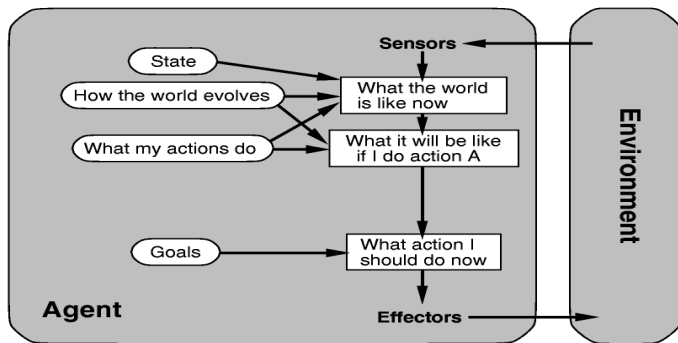 Sensors
State
What the world
is like now
How the world evolves
What it will be like
if I do action A
What my actions do
Goals
What action I
should do now
Agent
Effectors
Environment